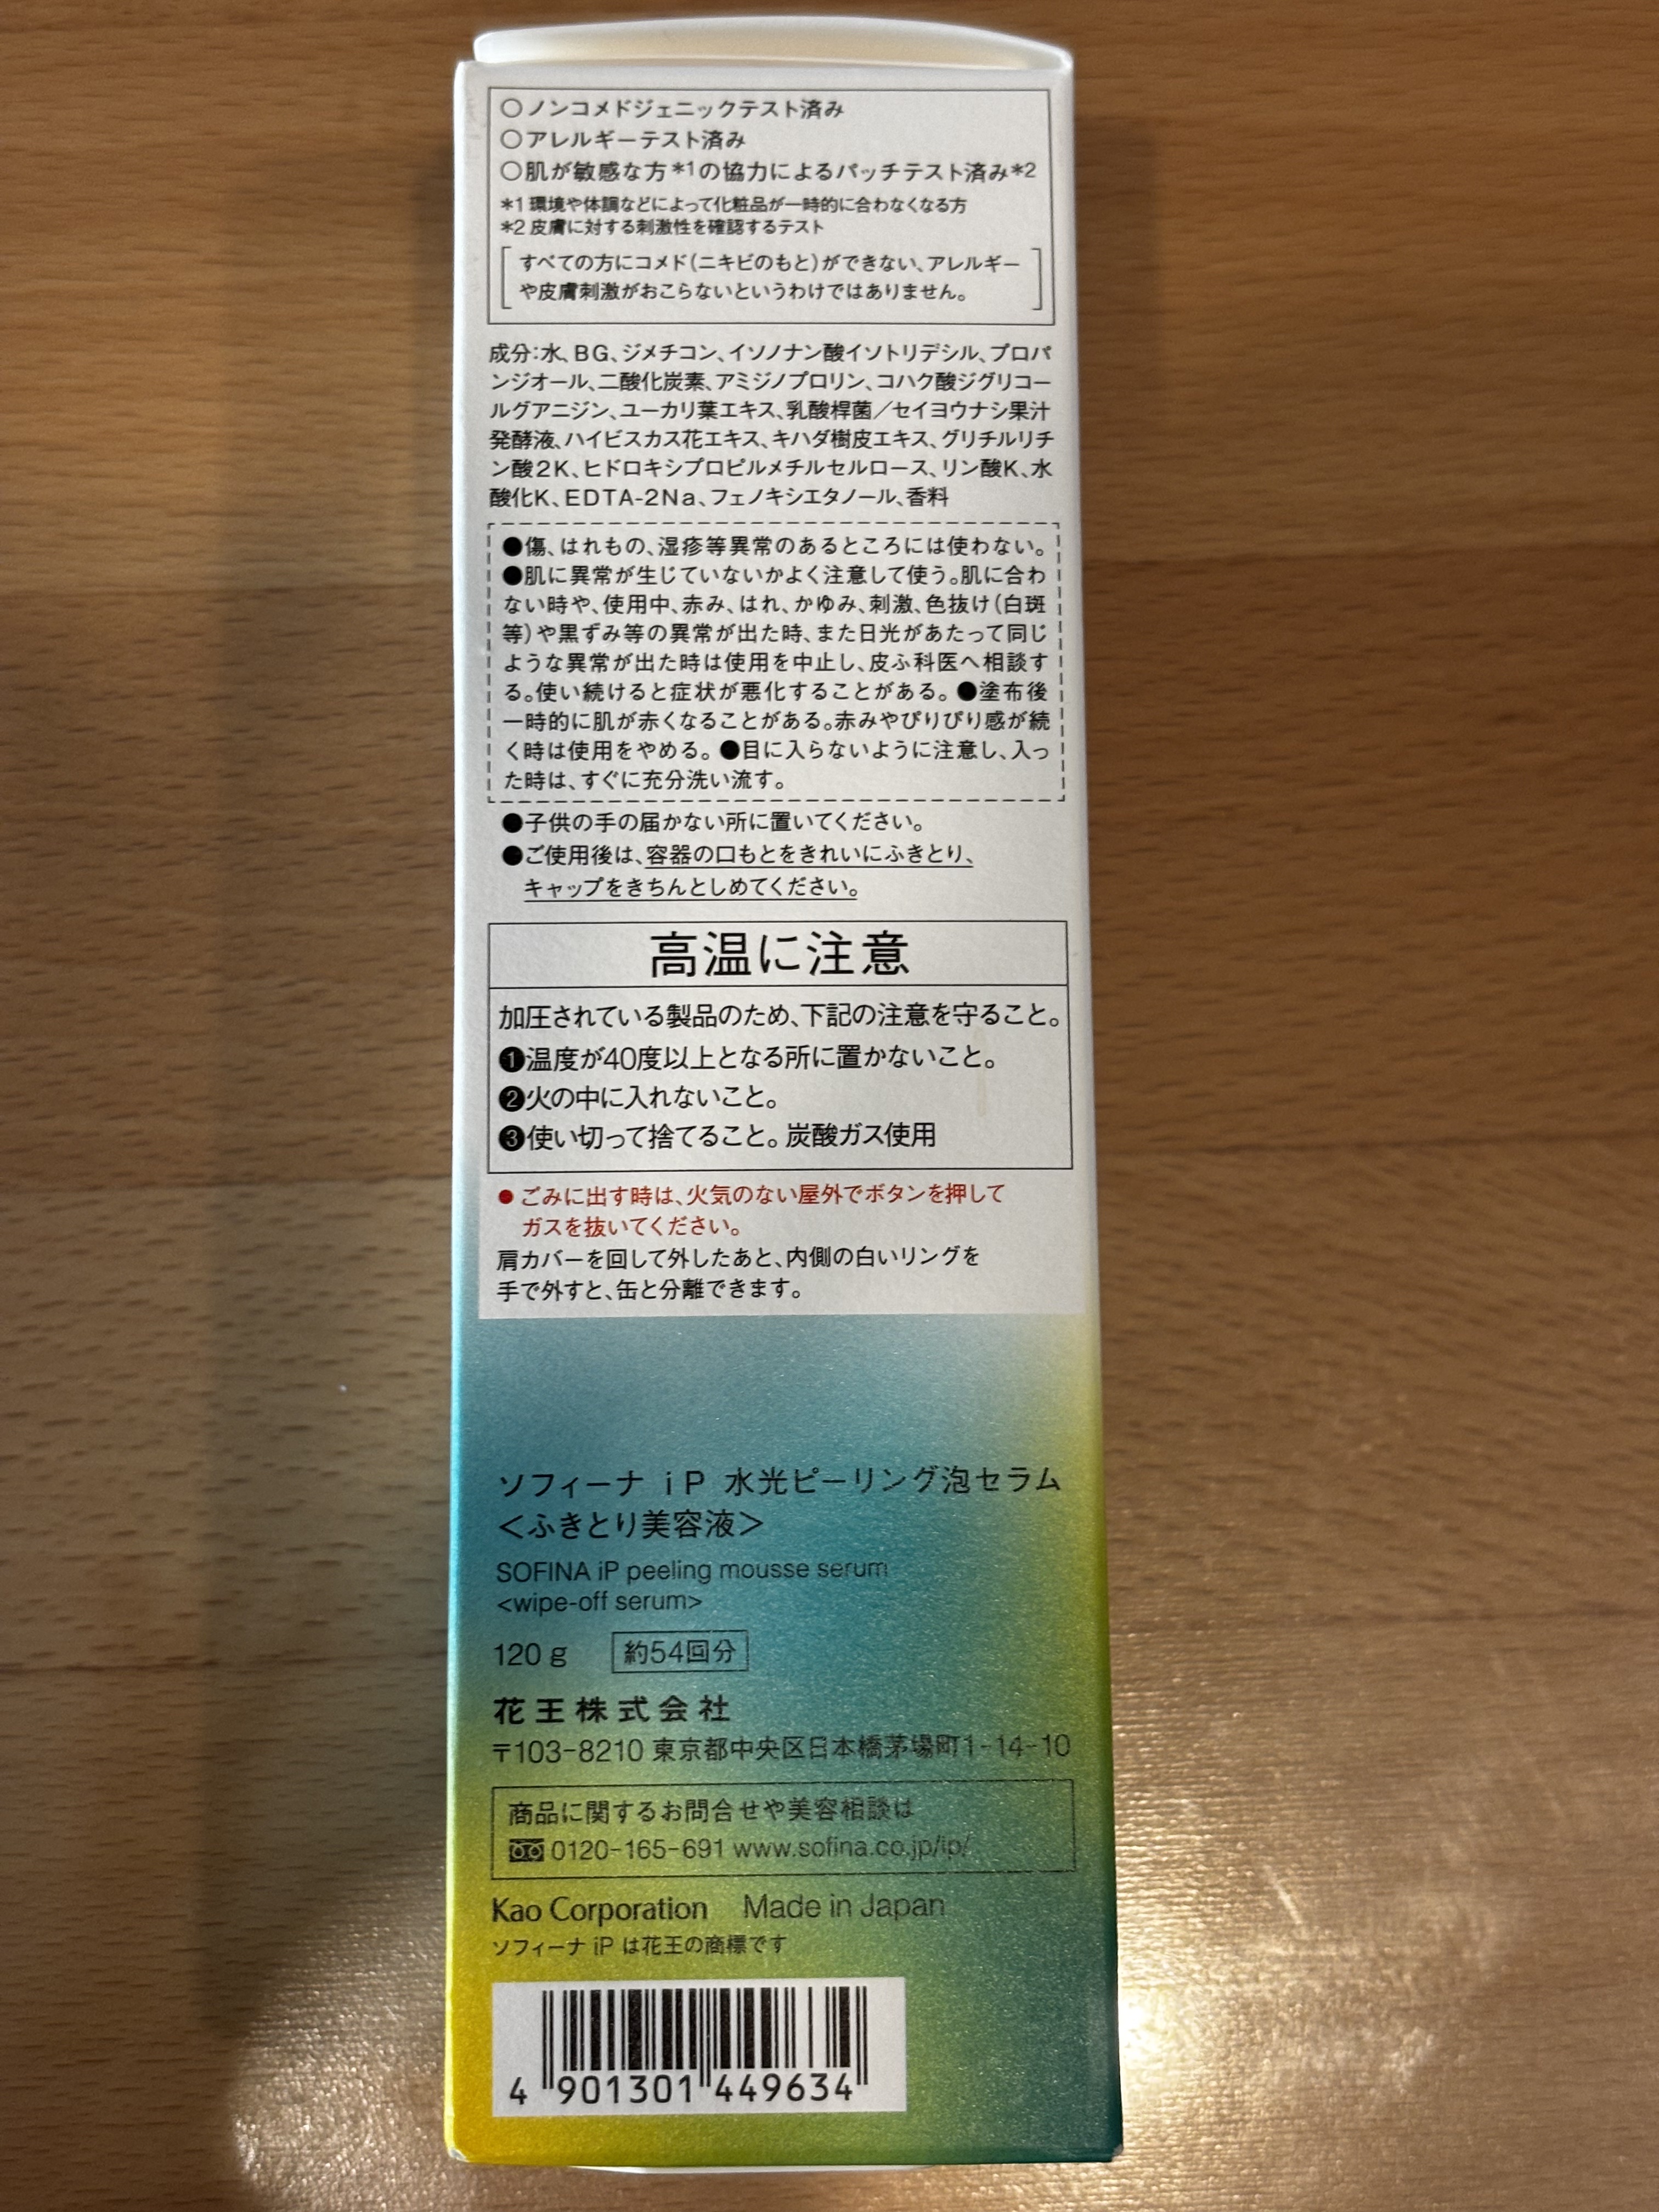 ○ノンコメドジェニックテスト済み
○アレルギーテスト済み
○肌が敏感な方*1の協力によるパッチテスト済み*2
*1 環境や体調などによって化粧品が一時的に合わなくなる方
*2 皮膚に対する刺激性を確認するテスト
[すべての方にコメド(ニキビのもと)ができない、アレルギー
や皮膚刺激がおこらないというわけではありません。]
成分:水、BG、ジメチコン、イソノナン酸イソトリデシル、プロパ
ンジオール、二酸化炭素、アミジノプロリン、コハク酸ジグリコー
ルグアニジン、ユーカリ葉エキス、乳酸桿菌/セイヨウナシ果汁
発酵液、ハイビスカス花エキス、キハダ樹皮エキス、グリチルリチ
ン酸2K、ヒドロキシプロピルメチルセルロース、リン酸K、水
酸化K、EDTA-2Na、フェノキシエタノール、香料
●傷、はれもの、湿疹等異常のあるところには使わない。
●肌に異常が生じていないかよく注意して使う。肌に合わ
ない時や、使用中、赤み、はれ、かゆみ、刺激、色抜け(白斑
等)や黒ずみ等の異常が出た時、また日光があたって同じ
ような異常が出た時は使用を中止し、皮ふ科医へ相談す
る。使い続けると症状が悪化することがある。●塗布後
一時的に肌が赤くなることがある。赤みやぴりぴり感が続
く時は使用をやめる。●目に入らないように注意し、入っ
た時は、すぐに充分洗い流す。
●子供の手の届かない所に置いてください。
●ご使用後は、容器の口もとをきれいにふきとり、
キャップをきちんとしめてください。
高温に注意
加圧されている製品のため、下記の注意を守ること。
❶温度が40度以上となる所に置かないこと。
❷火の中に入れないこと。
❸使い切って捨てること。炭酸ガス使用
● ごみに出す時は、火気のない屋外でボタンを押して
ガスを抜いてください。
肩カバーを回して外したあと、内側の白いリングを
手で外すと、缶と分離できます。
ソフィーナ iP 水光ピーリング泡セラム
<ふきとり美容液>
SOFINA iP peeling mousse serum
<wipe-off serum>
120 g 約54回分
花王株式会社
〒103-8210 東京都中央区日本橋茅場町1-14-10
商品に関するお問合せや美容相談は
0120-165-691 www.sofina.co.jp/ip/
Kao Corporation Made in Japan
ソフィーナ iP は花王の商標です
4 901301 449634